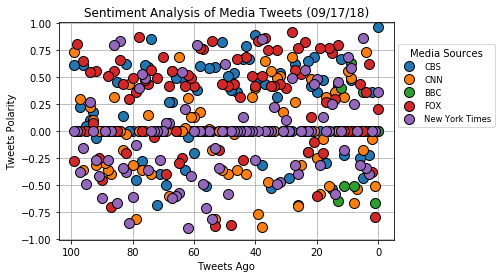 Sentiment Analysis of Media Tweets (09/17/18)
1.00
0.75
0.50
0.25
0.00
−0.25
−0.50
−0.75
−1.00
Tweets Polarity
100
80
60
40
20
0
Tweets Ago
Media Sources
CBS
CNN
BBC
FOX
New York Times